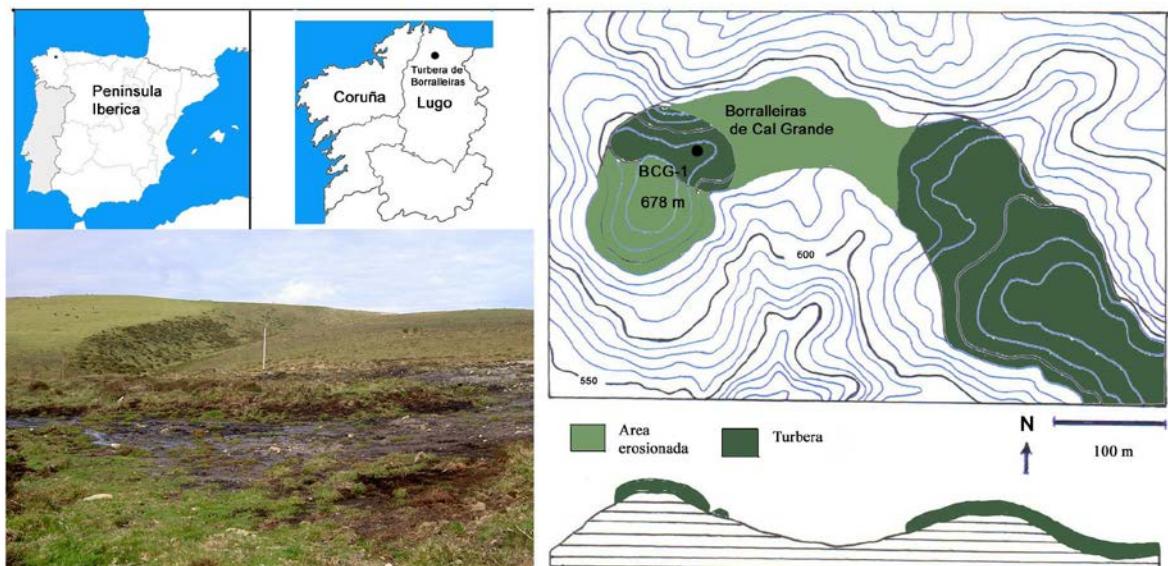 Peninsula
Iberica
Turbera de
Borralleiras
Coruña
Lugo
Borralleiras
de Cal Grande
BCG-1
678 m
600
550
Area
erosionada
Turbera
N
100 m